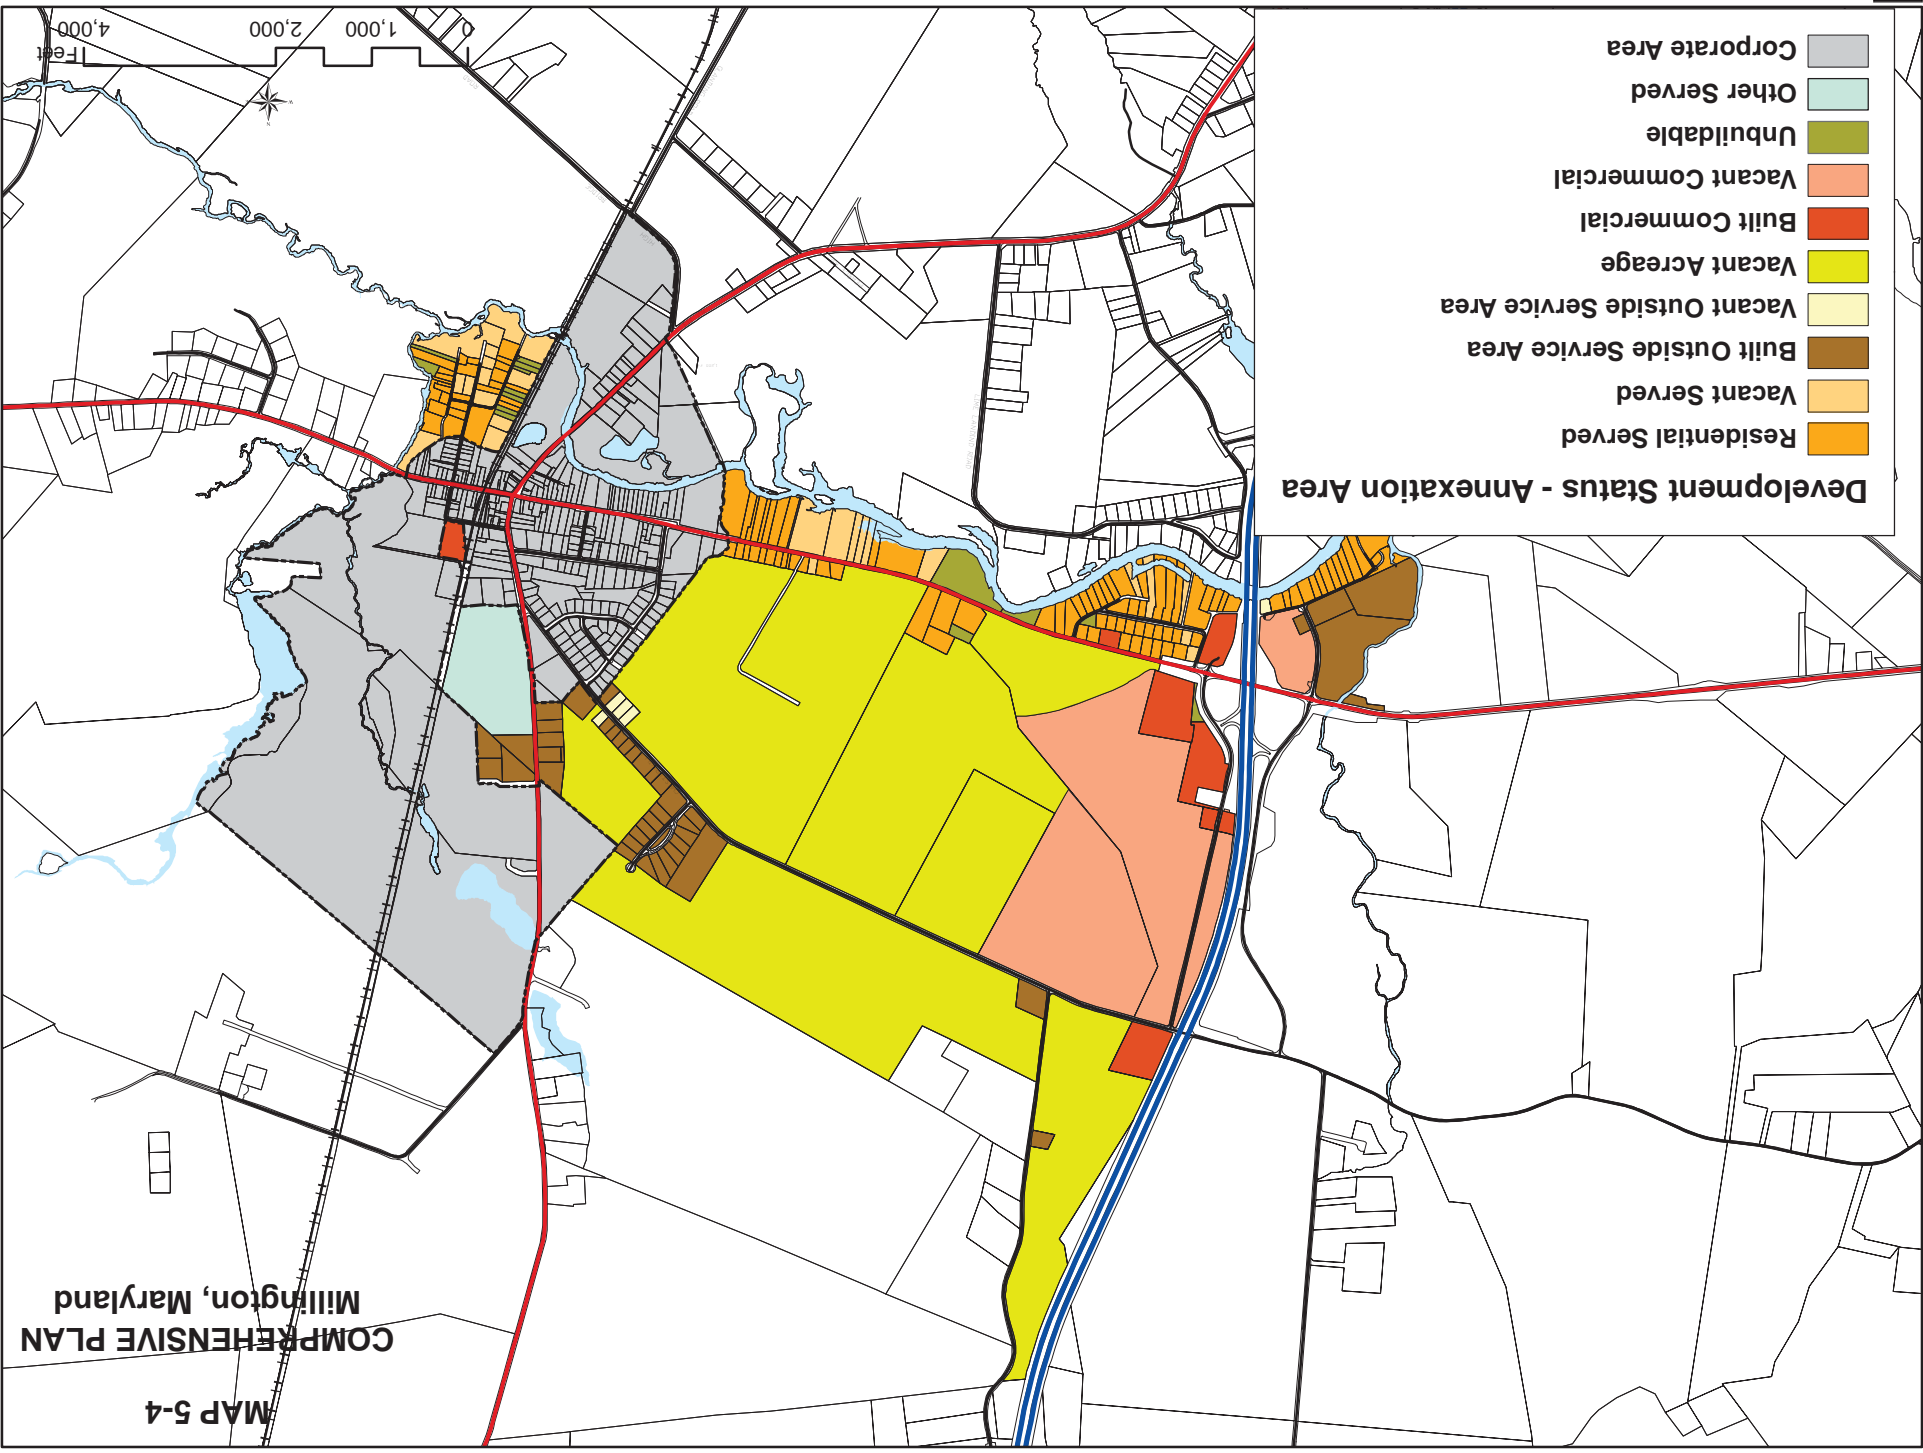 MAP 5-4
COMPREHENSIVE PLAN
Millington, Maryland
Development Status - Annexation Area
Residential Served
Vacant Served
Built Outside Service Area
Vacant Outside Service Area
Vacant Acreage
Built Commercial
Vacant Commercial
Unbuildable
Other Served
Corporate Area
0 1,000 2,000 4,000
Feet